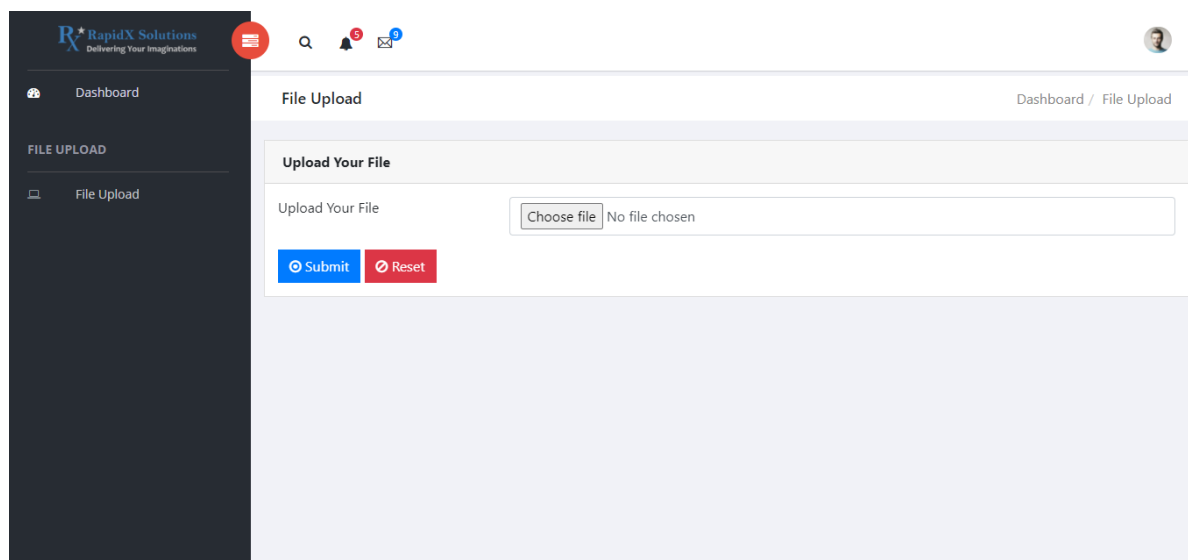 RapidX Solutions
Delivering Your Imaginations
5
9
Dashboard
FILE UPLOAD
File Upload
File Upload
Dashboard / File Upload
Upload Your File
Upload Your File
Choose file No file chosen
Submit
Reset